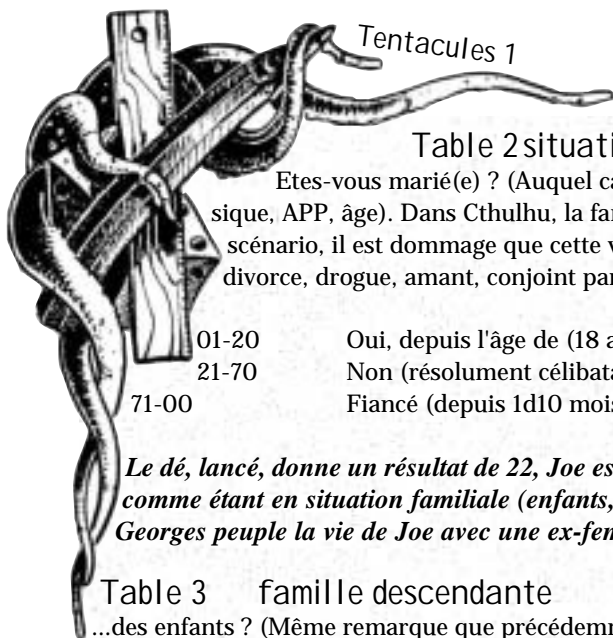 Tentacules 1
Table 2 situati
Etes-vous marié(e) ? (Auquel ca
sique, APP, âge). Dans Cthulhu, la far
scénario, il est dommage que cette v
divorce, drogue, amant, conjoint par
01-20 Oui, depuis l'âge de (18 a
21-70 Non (résolument célibata
71-00 Fiancé (depuis 1d10 mois
Le dé, lancé, donne un résultat de 22, Joe es
comme étant en situation familiale (enfants,
Georges peuple la vie de Joe avec une ex-fem
Table 3 famille descendante
...des enfants ? (Même remarque que précédemm